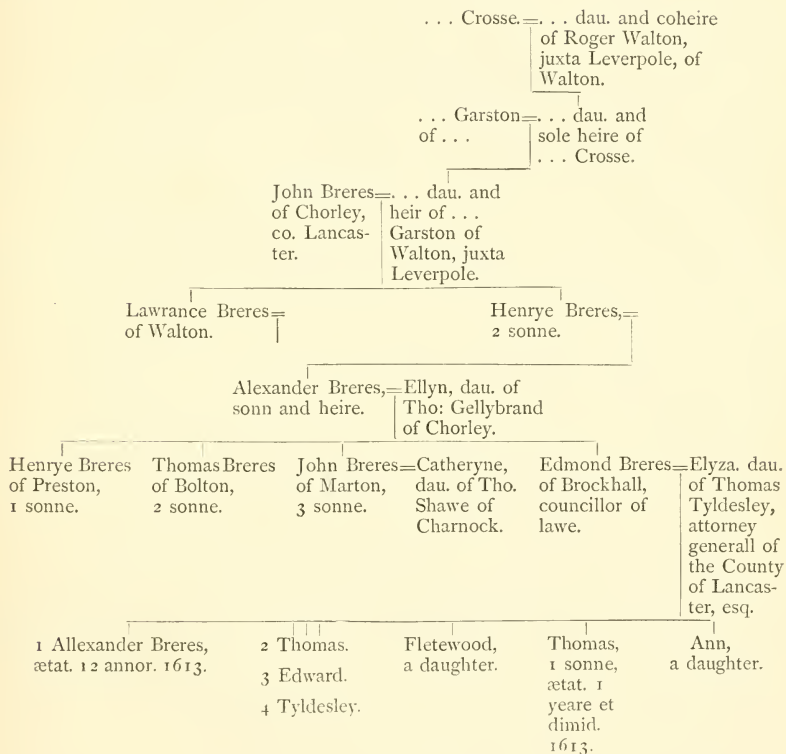 . . . Crosse.=. . . dau. and coheire
of Roger Walton,
juxta Leverpole, of
Walton.
. . . Garston=. . . dau. and
of . . . sole heire of
. . . Crosse.
John Breres=. . . dau. and
of Chorley, heir of . . .
co. Lancas- Garston of
ter. Walton, juxta
Leverpole.
Lawrance Breres=
of Walton.
Henrye Breres,=
2 sonne.
Alexander Breres,=Ellyn, dau. of
sonn and heire. Tho: Gellybrand
of Chorley.
Henrye Breres
of Preston,
1 sonne.
Thomas Breres
of Bolton,
2 sonne.
John Breres=Catheryne,
of Marton, dau. of Tho.
3 sonne. Shawe of
Charnock.
Edmond Breres=Elyza. dau.
of Brockhall, of Thomas
councillor of Tyldesley,
lawe. attorney
generall of
the County
of Lancas-
ter, esq.
1 Allexander Breres,
ætat. 12 annor. 1613.
2 Thomas.
3 Edward.
4 Tyldesley.
Fletewood,
a daughter.
Thomas,
1 sonne,
ætat. 1
yeare et
dimid.
1613.
Ann,
a daughter.